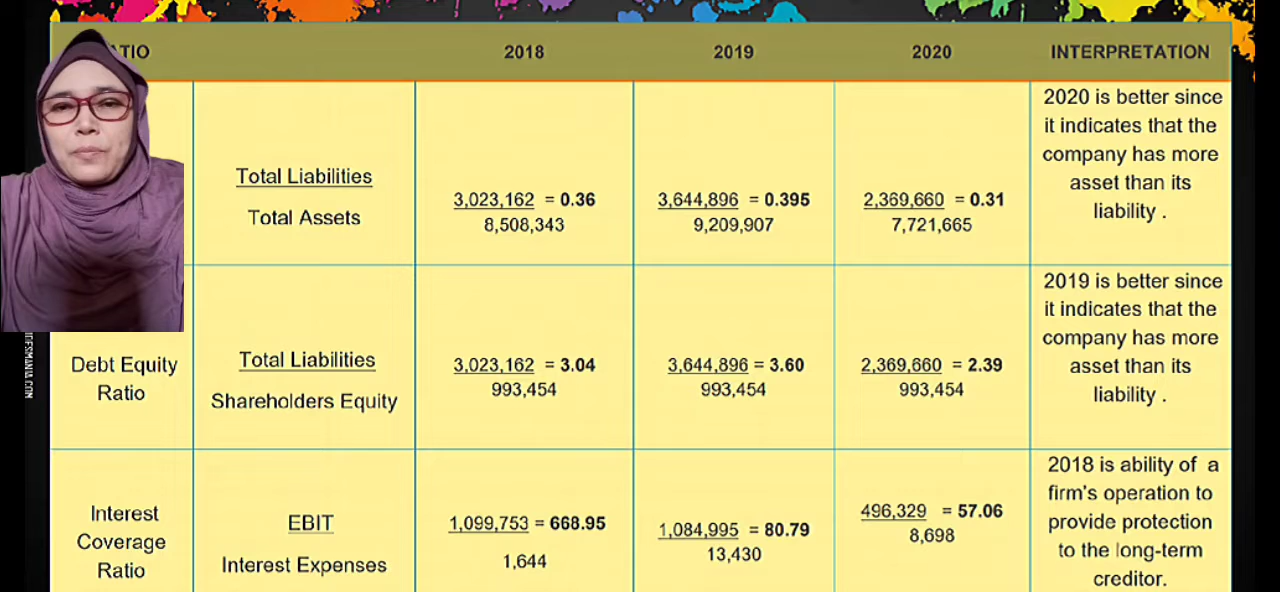 ATIO 2018 2019 2020 INTERPRETATION
Total Liabilities
Total Assets
3,023,162 = 0.36
8,508,343
3,644,896 = 0.395
9,209,907
2,369,660 = 0.31
7,721,665
2020 is better since
it indicates that the
company has more
asset than its
liability .
Debt Equity
Ratio
Total Liabilities
Shareholders Equity
3,023,162 = 3.04
993,454
3,644,896 = 3.60
993,454
2,369,660 = 2.39
993,454
2019 is better since
it indicates that the
company has more
asset than its
liability .
Interest
Coverage
Ratio
EBIT
Interest Expenses
1,099,753 = 668.95
1,644
1,084,995 = 80.79
13,430
496,329 = 57.06
8,698
2018 is ability of a
firm's operation to
provide protection
to the long-term
creditor.